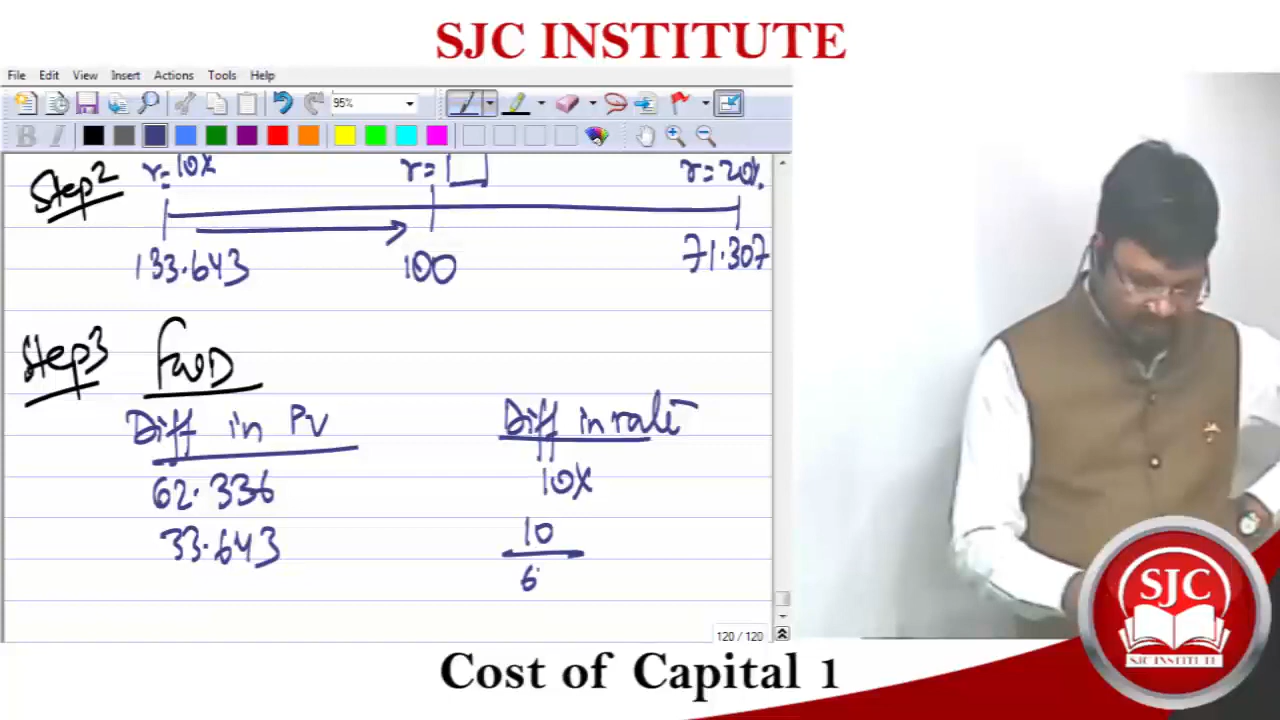 SJC INSTITUTE
File Edit View Insert Actions Tools Help
95%
B I
Step2 r=10% r= r=20%
133.643 100 71.307
Step3 FWD
Diff in PV Diff in rate
62.336 10%
33.643 10
6
120 / 120
SJC
SJC INSTITUTE
Cost of Capital 1